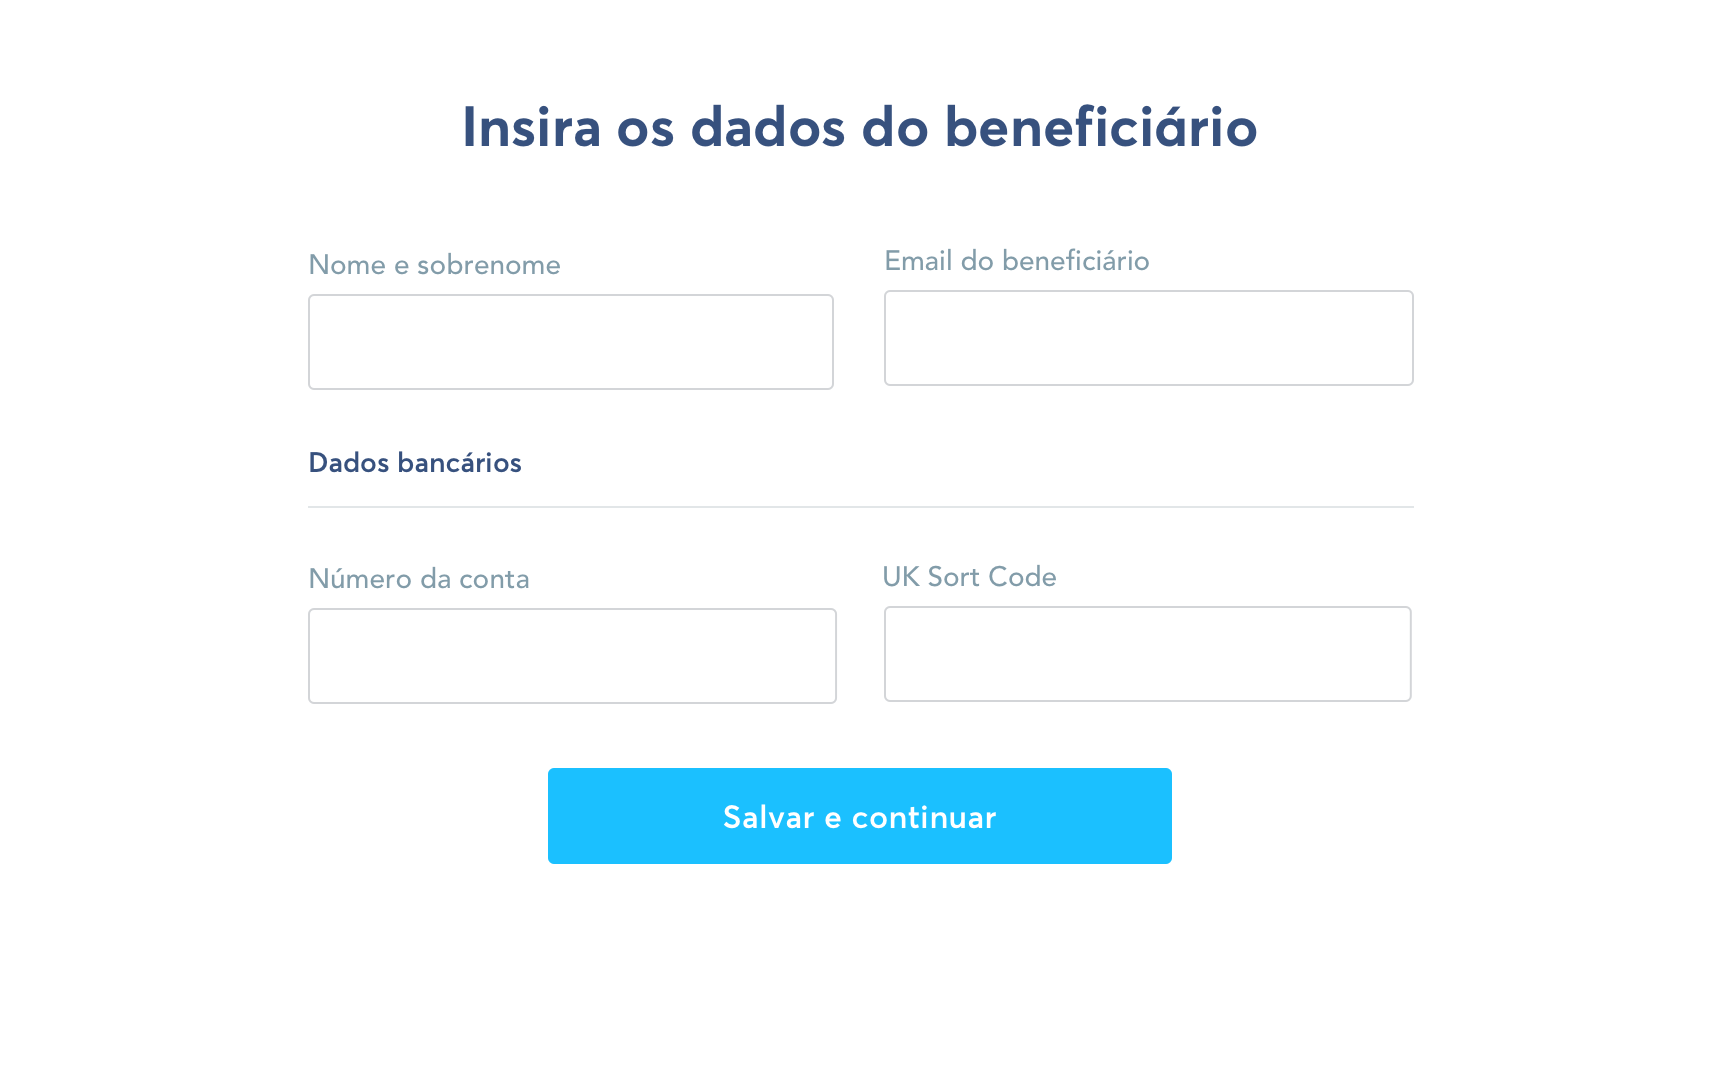 Insira os dados do beneficiário
Nome e sobrenome
Email do beneficiário
Dados bancários
Número da conta
UK Sort Code
Salvar e continuar